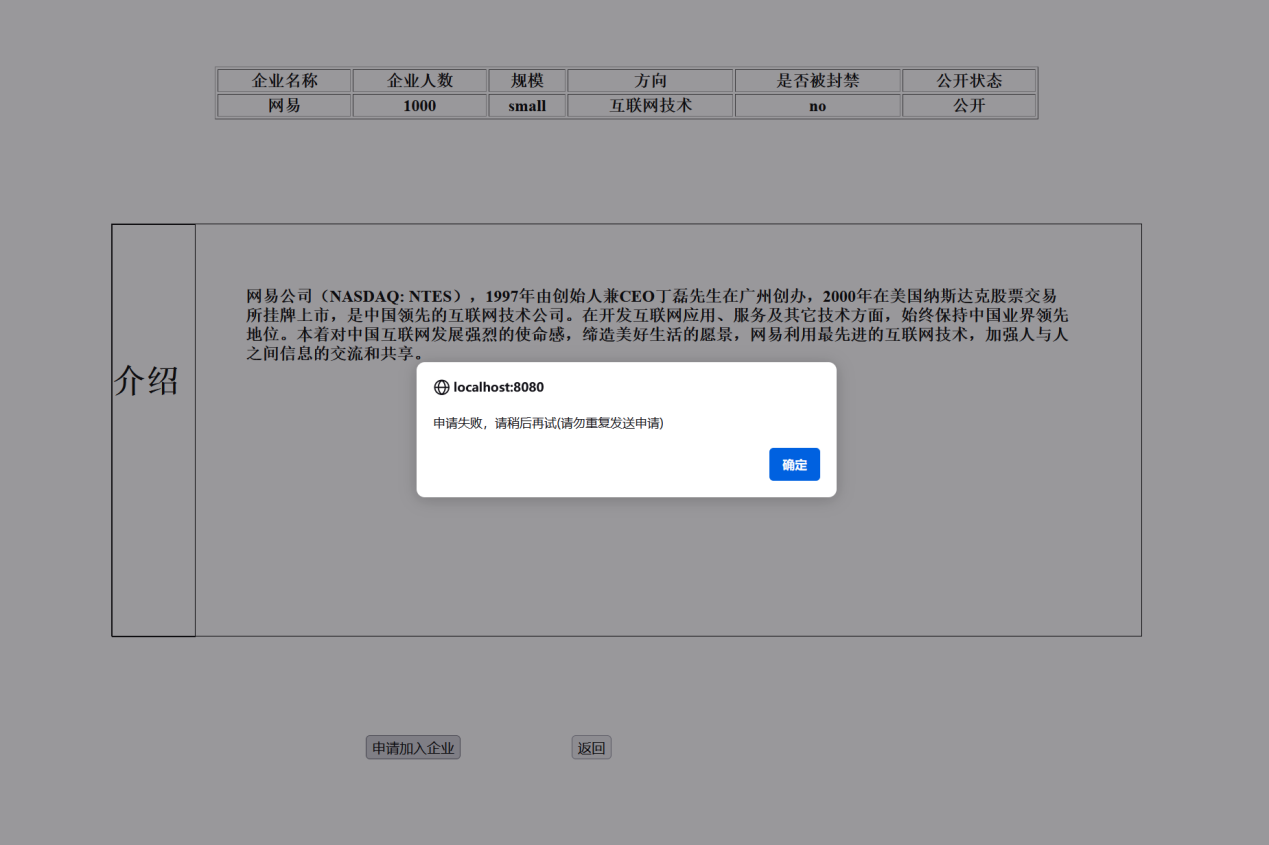 企业名称 企业人数 规模 方向 是否被封禁 公开状态
网易 1000 small 互联网技术 no 公开
网易公司（NASDAQ: NTES），1997年由创始人兼CEO丁磊先生在广州创办，2000年在美国纳斯达克股票交易
所挂牌上市，是中国领先的互联网技术公司。在开发互联网应用、服务及其它技术方面，始终保持中国业界领先
地位。本着对中国互联网发展强烈的使命感，缔造美好生活的愿景，网易利用最先进的互联网技术，加强人与人
之间信息的交流和共享。
介绍
localhost:8080
申请失败，请稍后再试(请勿重复发送申请)
确定
申请加入企业 返回